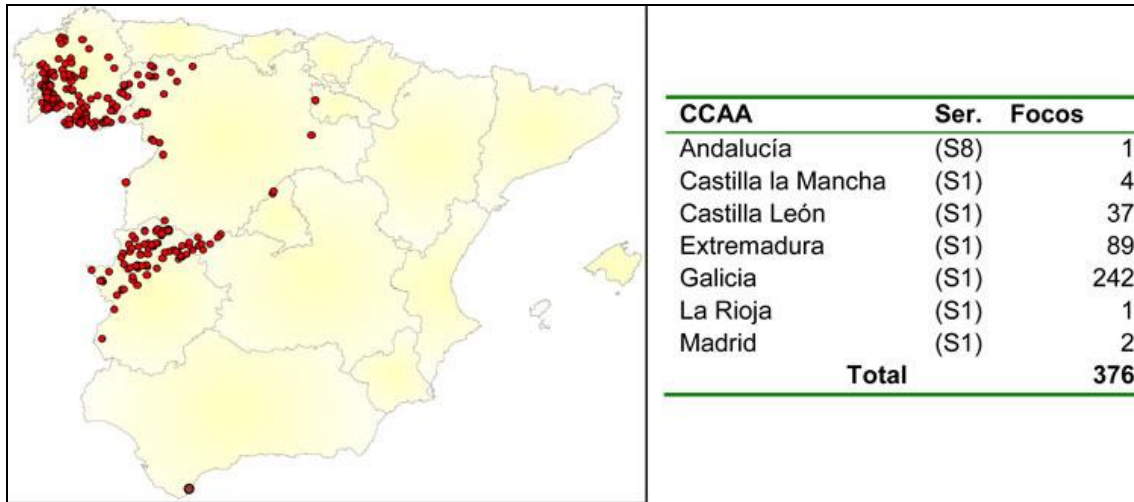 CCAA Ser. Focos
Andalucía (S8) 1
Castilla la Mancha (S1) 4
Castilla León (S1) 37
Extremadura (S1) 89
Galicia (S1) 242
La Rioja (S1) 1
Madrid (S1) 2
Total 376